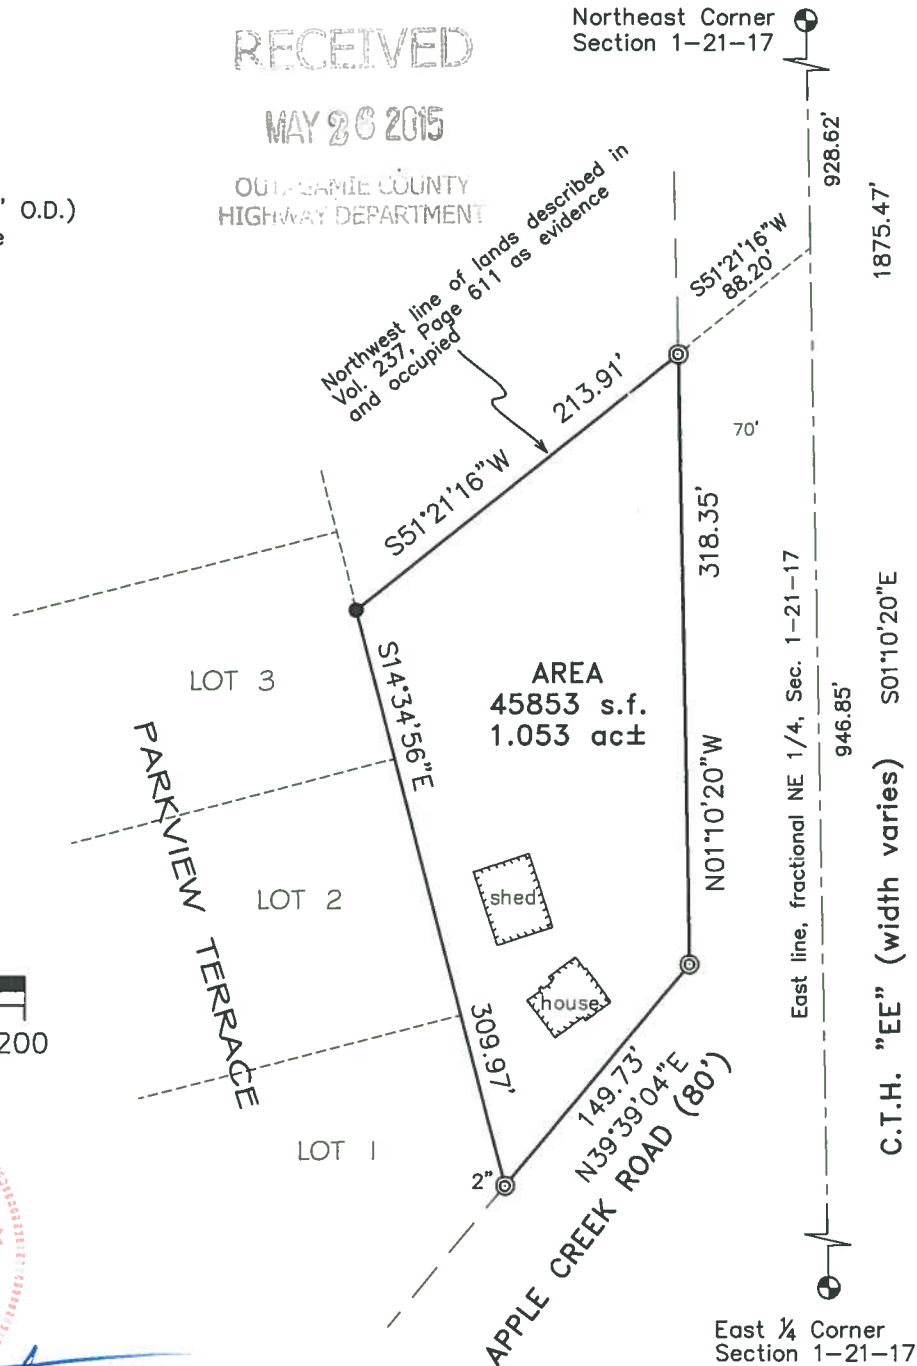 RECEIVED
MAY 26 2015
OUTAGAMIE COUNTY
HIGHWAY DEPARTMENT
Northeast Corner
Section 1-21-17
' O.D.)
Northwest line of lands described in
Vol. 237, Page 611 as evidence
and occupied
928.62'
1875.47'
S51°21'16"W
88.20'
213.91'
S51°21'16"W
70'
318.35'
N01°10'20"W
East line, fractional NE 1/4, Sec. 1-21-17
946.85'
S01°10'20"E
C.T.H. "EE" (width varies)
AREA
45853 s.f.
1.053 ac±
S14°34'56"E
309.97'
LOT 3
LOT 2
LOT 1
PARKVIEW TERRACE
shed
house
200
149.73'
N39°39'04"E
APPLE CREEK ROAD (80')
2"
East ¼ Corner
Section 1-21-17